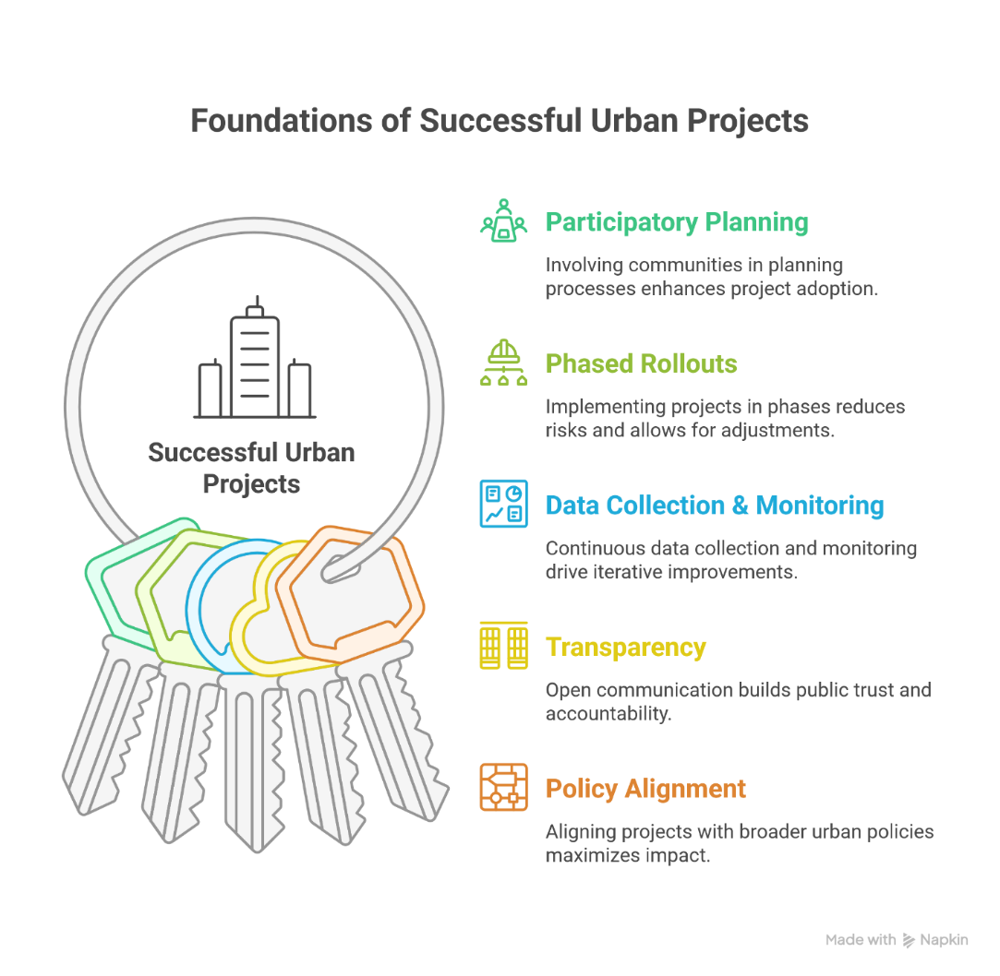 Foundations of Successful Urban Projects
Successful Urban
Projects
Participatory Planning
Involving communities in planning
processes enhances project adoption.
Phased Rollouts
Implementing projects in phases reduces
risks and allows for adjustments.
Data Collection & Monitoring
Continuous data collection and monitoring
drive iterative improvements.
Transparency
Open communication builds public trust and
accountability.
Policy Alignment
Aligning projects with broader urban policies
maximizes impact.
Made with Napkin